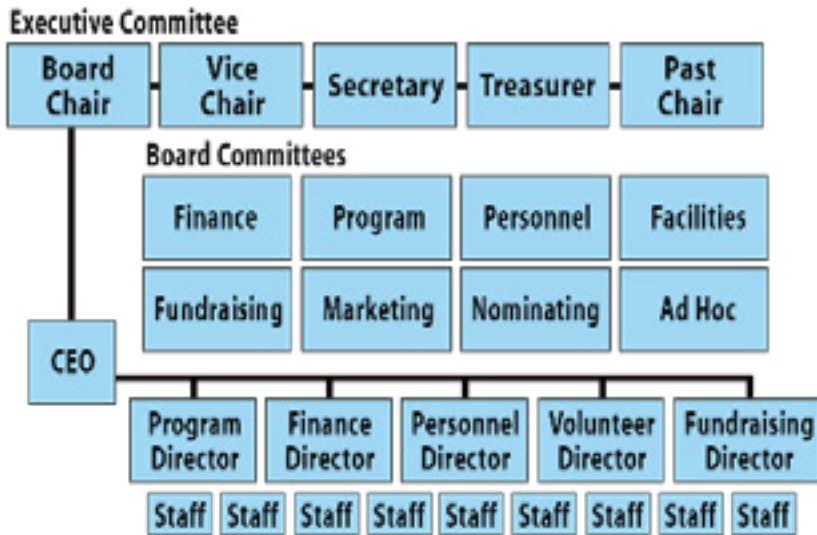 Executive Committee
Board
Chair
Vice
Chair
Secretary
Treasurer
Past
Chair
Board Committees
Finance
Program
Personnel
Facilities
Fundraising
Marketing
Nominating
Ad Hoc
CEO
Program
Director
Finance
Director
Personnel
Director
Volunteer
Director
Fundraising
Director
Staff
Staff
Staff
Staff
Staff
Staff
Staff
Staff
Staff